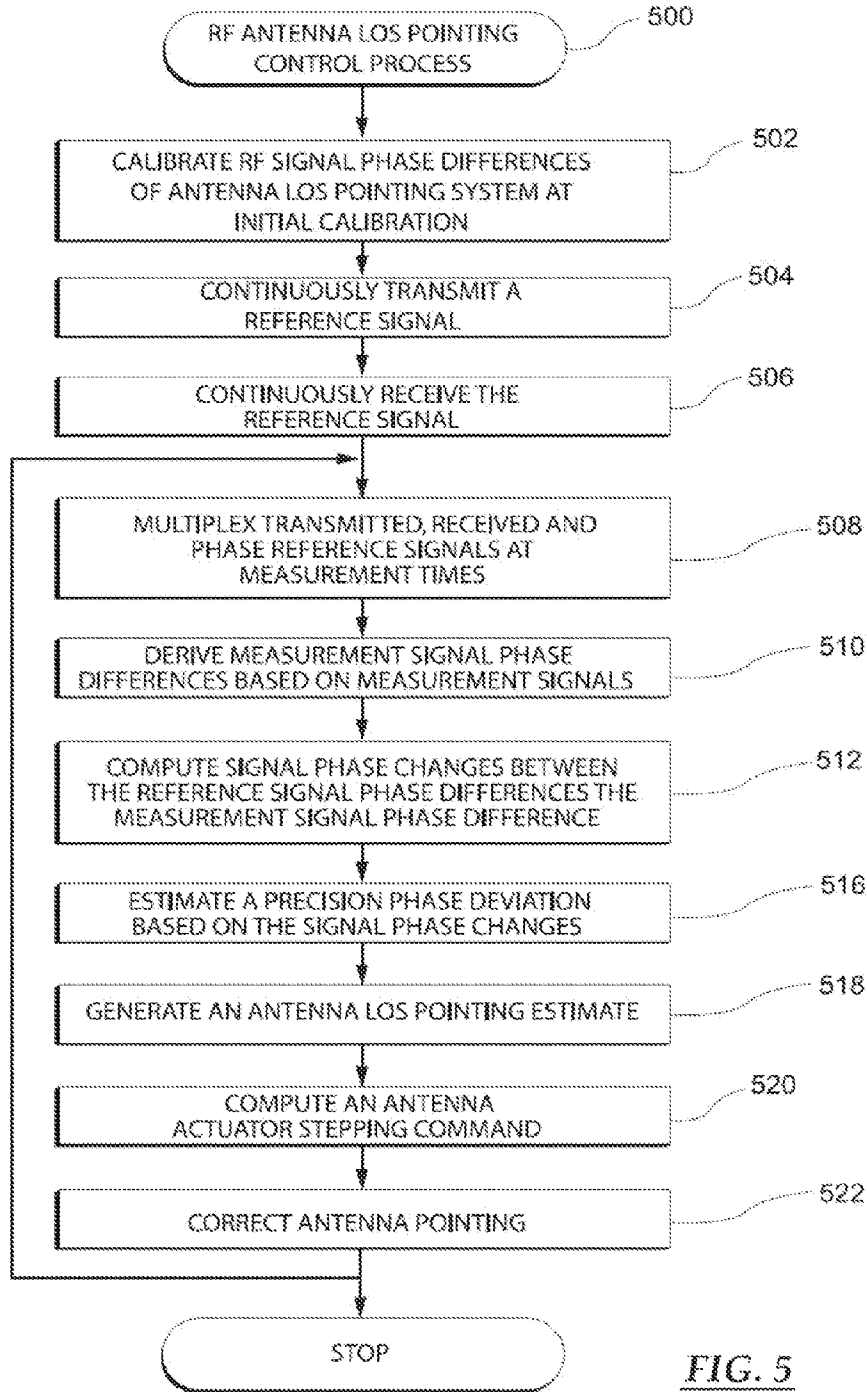 RF ANTENNA LOS POINTING
CONTROL PROCESS
500
CALIBRATE RF SIGNAL PHASE DIFFERENCES
OF ANTENNA LOS POINTING SYSTEM AT
INITIAL CALIBRATION
502
CONTINUOUSLY TRANSMIT A
REFERENCE SIGNAL
504
CONTINUOUSLY RECEIVE THE
REFERENCE SIGNAL
506
MULTIPLEX TRANSMITTED, RECEIVED AND
PHASE REFERENCE SIGNALS AT
MEASUREMENT TIMES
508
DERIVE MEASUREMENT SIGNAL PHASE
DIFFERENCES BASED ON MEASUREMENT SIGNALS
510
COMPUTE SIGNAL PHASE CHANGES BETWEEN
THE REFERENCE SIGNAL PHASE DIFFERENCES THE
MEASUREMENT SIGNAL PHASE DIFFERENCE
512
ESTIMATE A PRECISION PHASE DEVIATION
BASED ON THE SIGNAL PHASE CHANGES
516
GENERATE AN ANTENNA LOS POINTING ESTIMATE
518
COMPUTE AN ANTENNA
ACTUATOR STEPPING COMMAND
520
CORRECT ANTENNA POINTING
522
STOP
FIG. 5